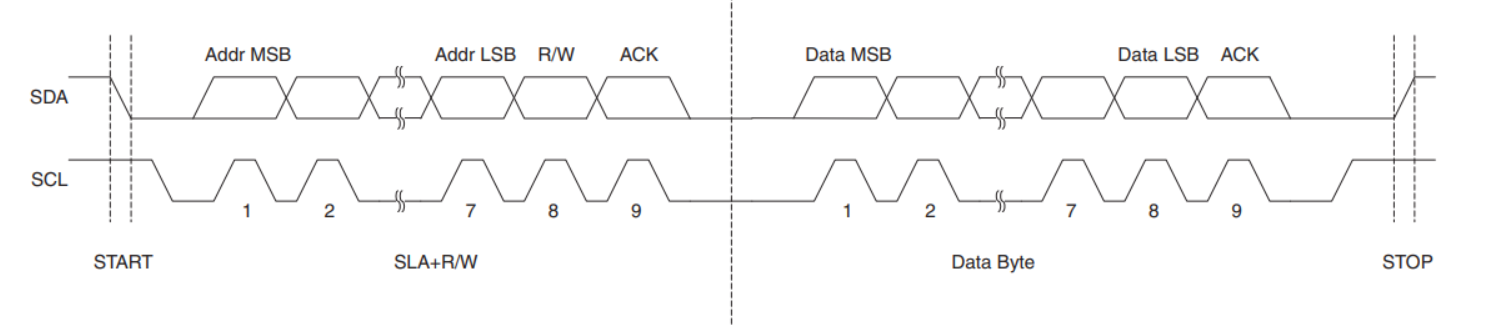 Addr MSB Addr LSB R/W ACK Data MSB Data LSB ACK
SDA
SCL
1 2 7 8 9 1 2 7 8 9
START SLA+R/W Data Byte STOP